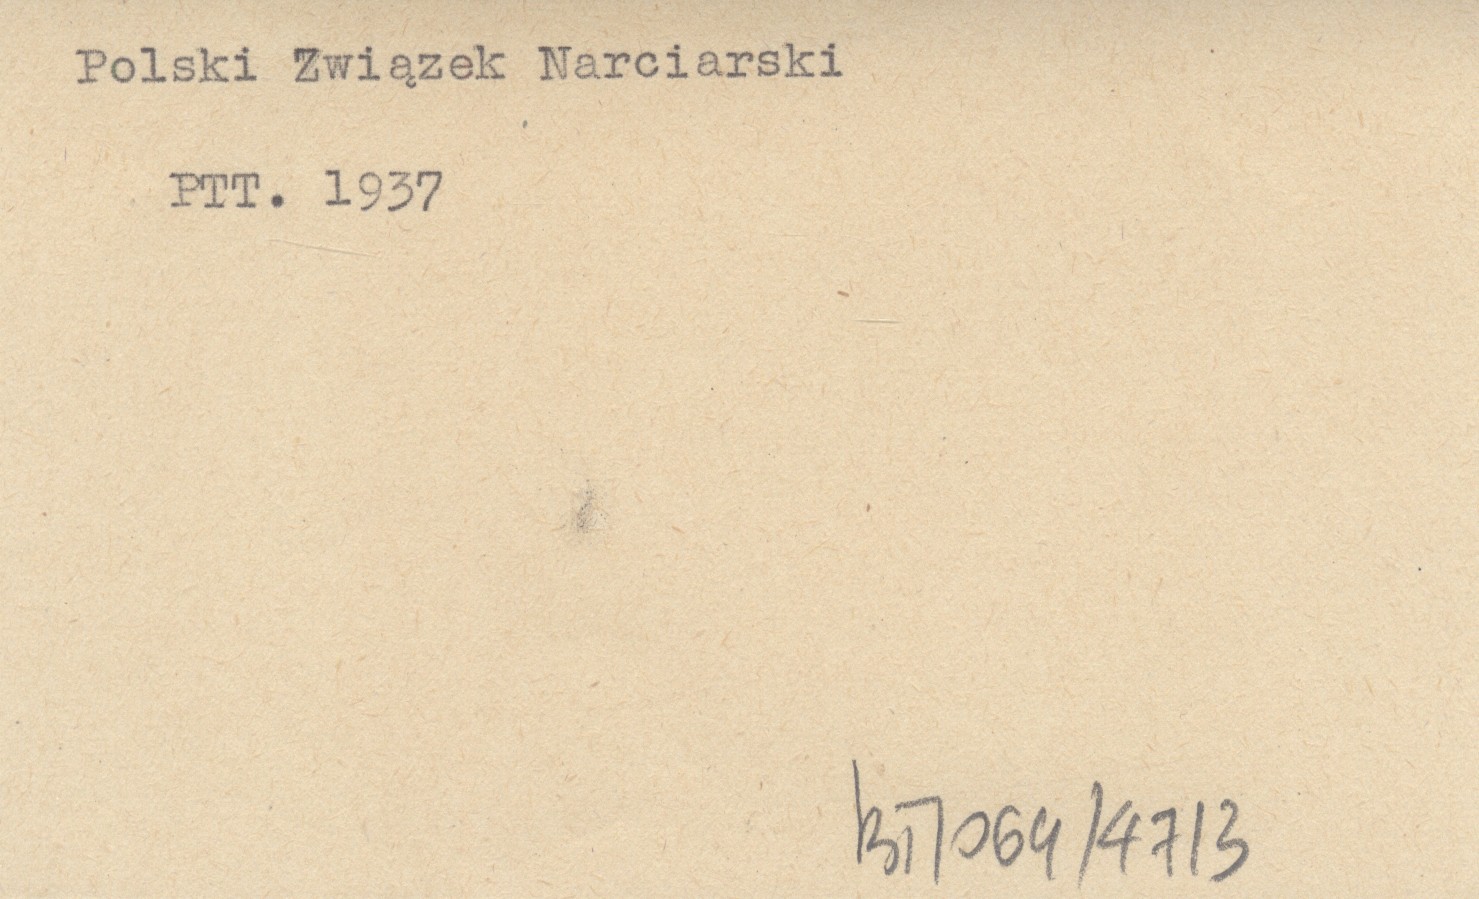 Polski Związek Narciarski
PTT. 1937
BT/064/4713